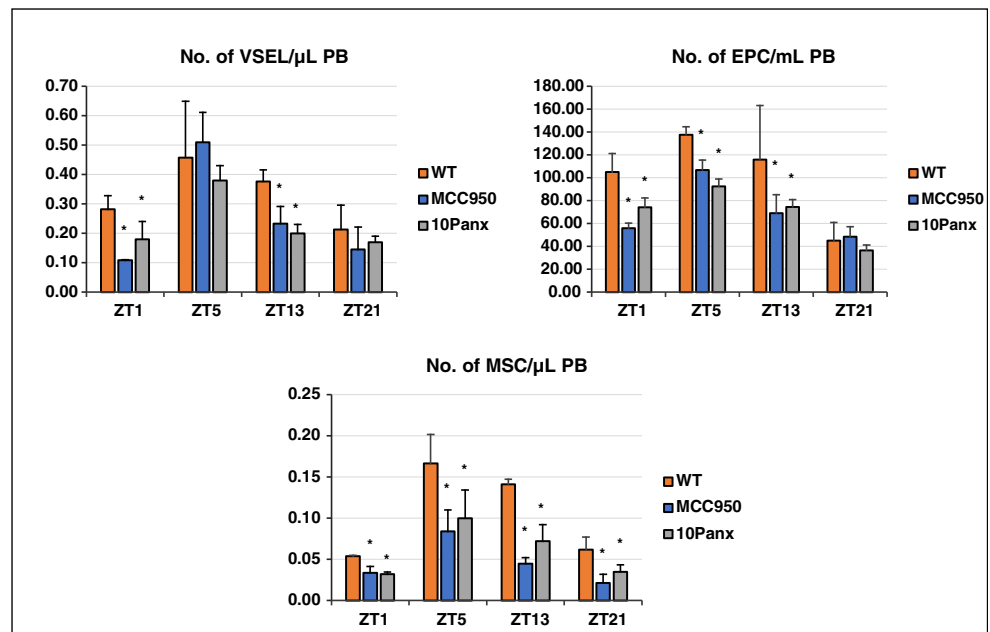 No. of VSEL/µL PB
0.70
0.60
0.50
0.40
0.30
0.20
0.10
0.00
* * * *
ZT1 ZT5 ZT13 ZT21
WT
MCC950
10Panx
No. of EPC/mL PB
180.00
160.00
140.00
120.00
100.00
80.00
60.00
40.00
20.00
0.00
* * * * * *
ZT1 ZT5 ZT13 ZT21
WT
MCC950
10Panx
No. of MSC/µL PB
0.25
0.20
0.15
0.10
0.05
0.00
* * * * * * * *
ZT1 ZT5 ZT13 ZT21
WT
MCC950
10Panx